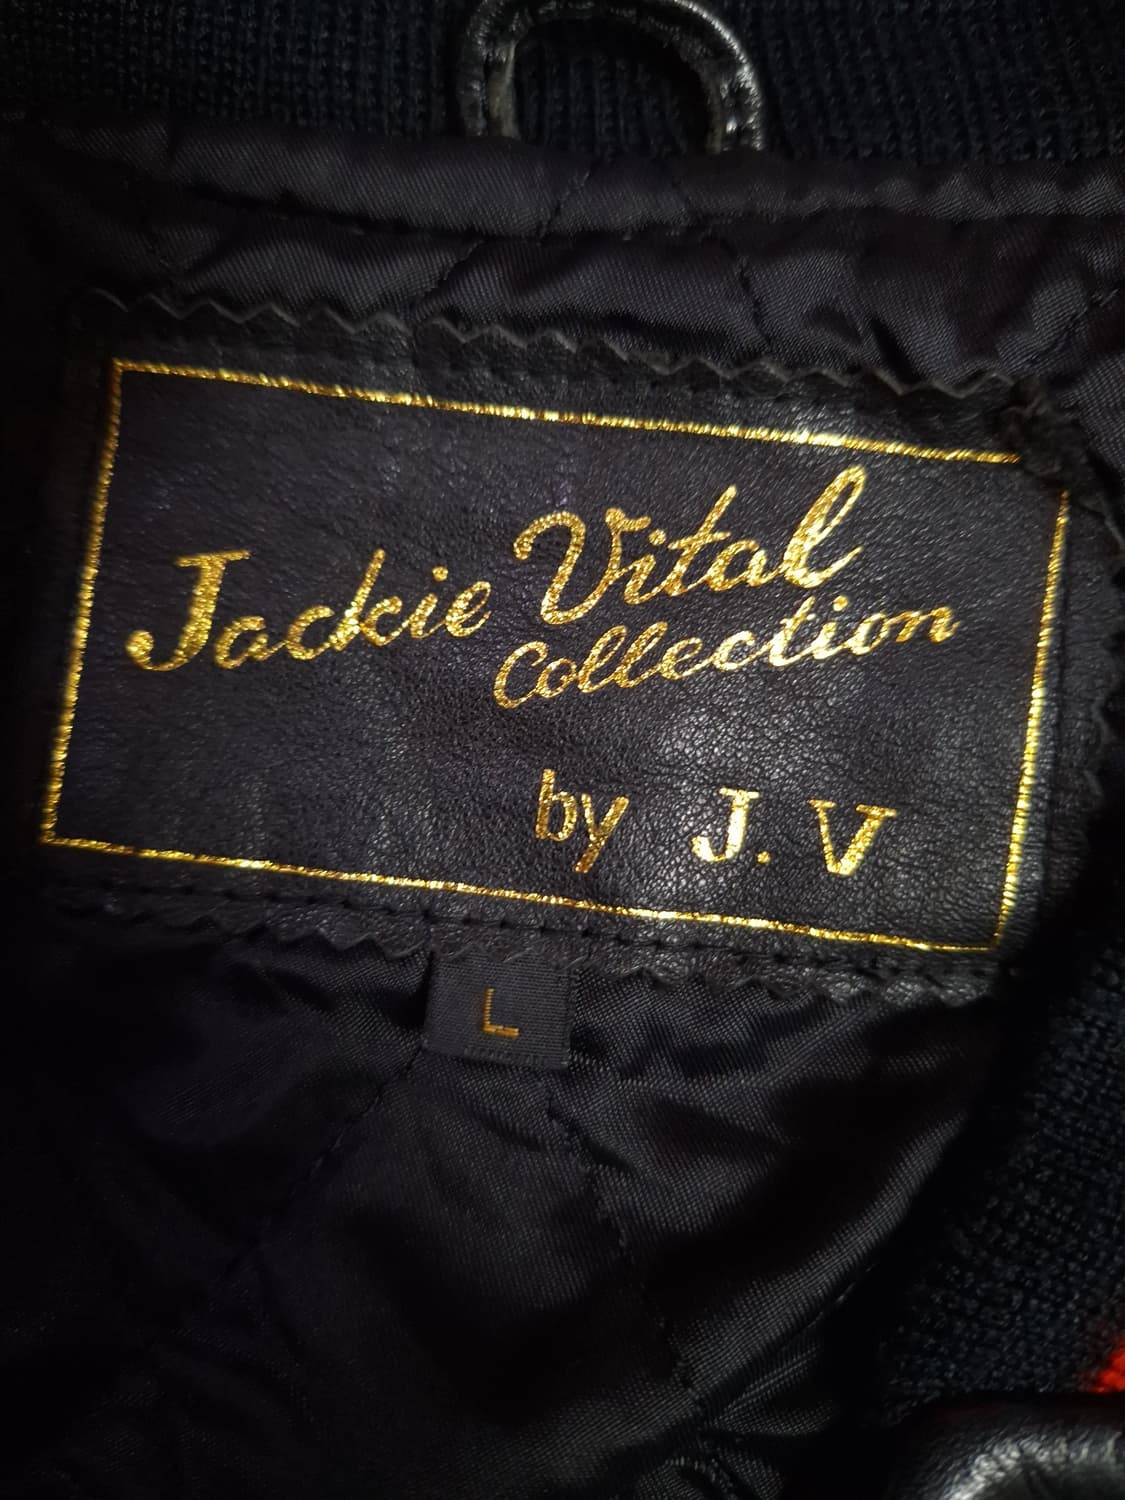 Jackie Vital
Collection
by J. V
L